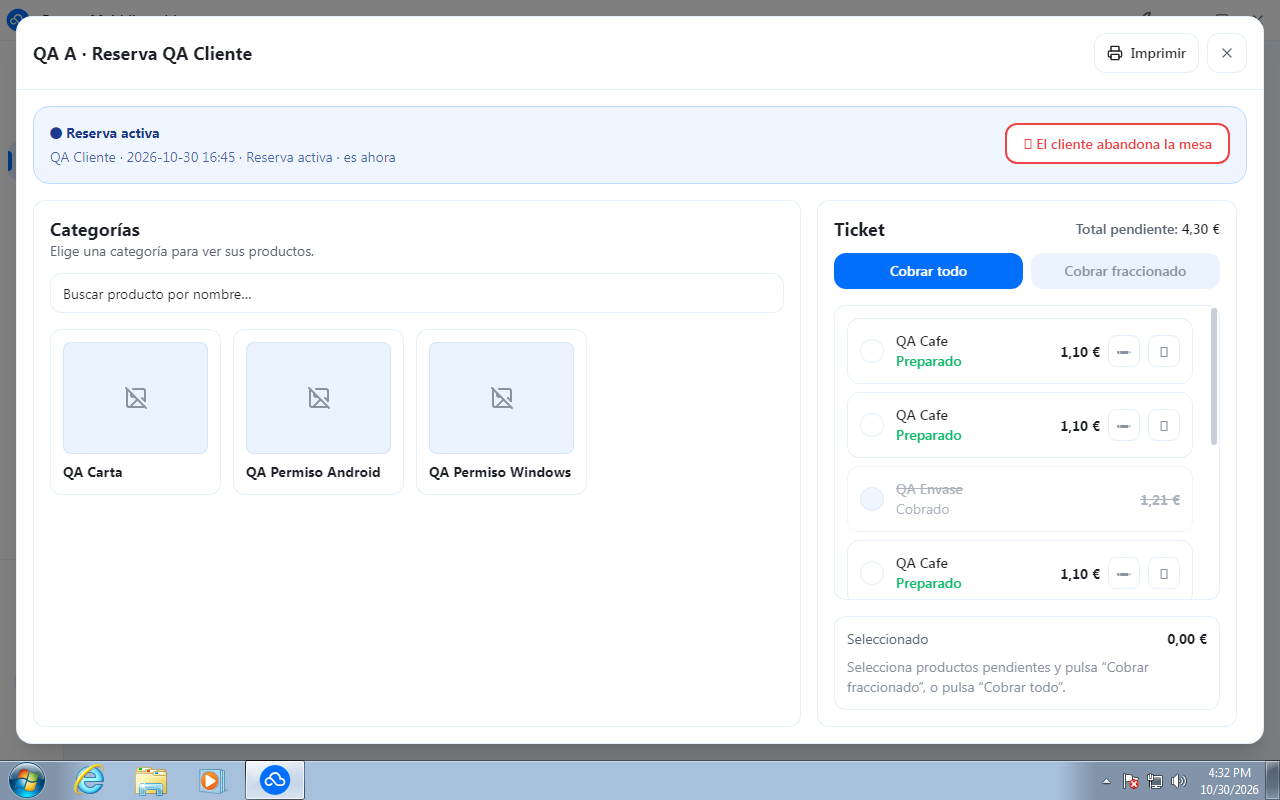 QA A · Reserva QA Cliente
Imprimir
Reserva activa
QA Cliente · 2026-10-30 16:45 · Reserva activa · es ahora
El cliente abandona la mesa
Categorías
Elige una categoría para ver sus productos.
Buscar producto por nombre...
QA Carta
QA Permiso Android
QA Permiso Windows
Ticket
Total pendiente: 4,30 €
Cobrar todo
Cobrar fraccionado
QA Cafe
Preparado
1,10 €
QA Cafe
Preparado
1,10 €
QA Envase
Cobrado
1,21 €
QA Cafe
Preparado
1,10 €
Seleccionado
0,00 €
Selecciona productos pendientes y pulsa “Cobrar
fraccionado”, o pulsa “Cobrar todo”.
4:32 PM
10/30/2026